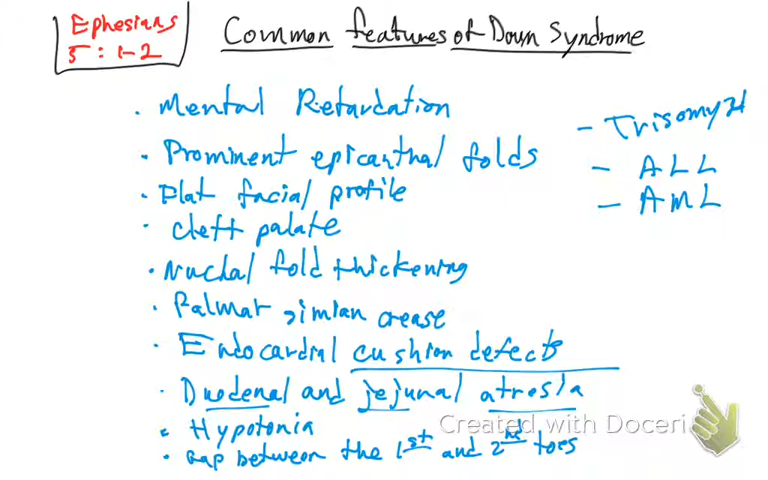 Ephesians
5:1-2
Common features of Down Syndrome
· Mental Retardation
· Prominent epicanthal folds
· Flat facial profile
· Cleft palate
· Nuchal fold thickening
· Palmar simian crease
· Endocardial cushion defects
· Duodenal and jejunal atresia
· Hypotonia
· Gap between the 1st and 2nd toes
- Trisomy 21
- ALL
- AML
Created with Doceri